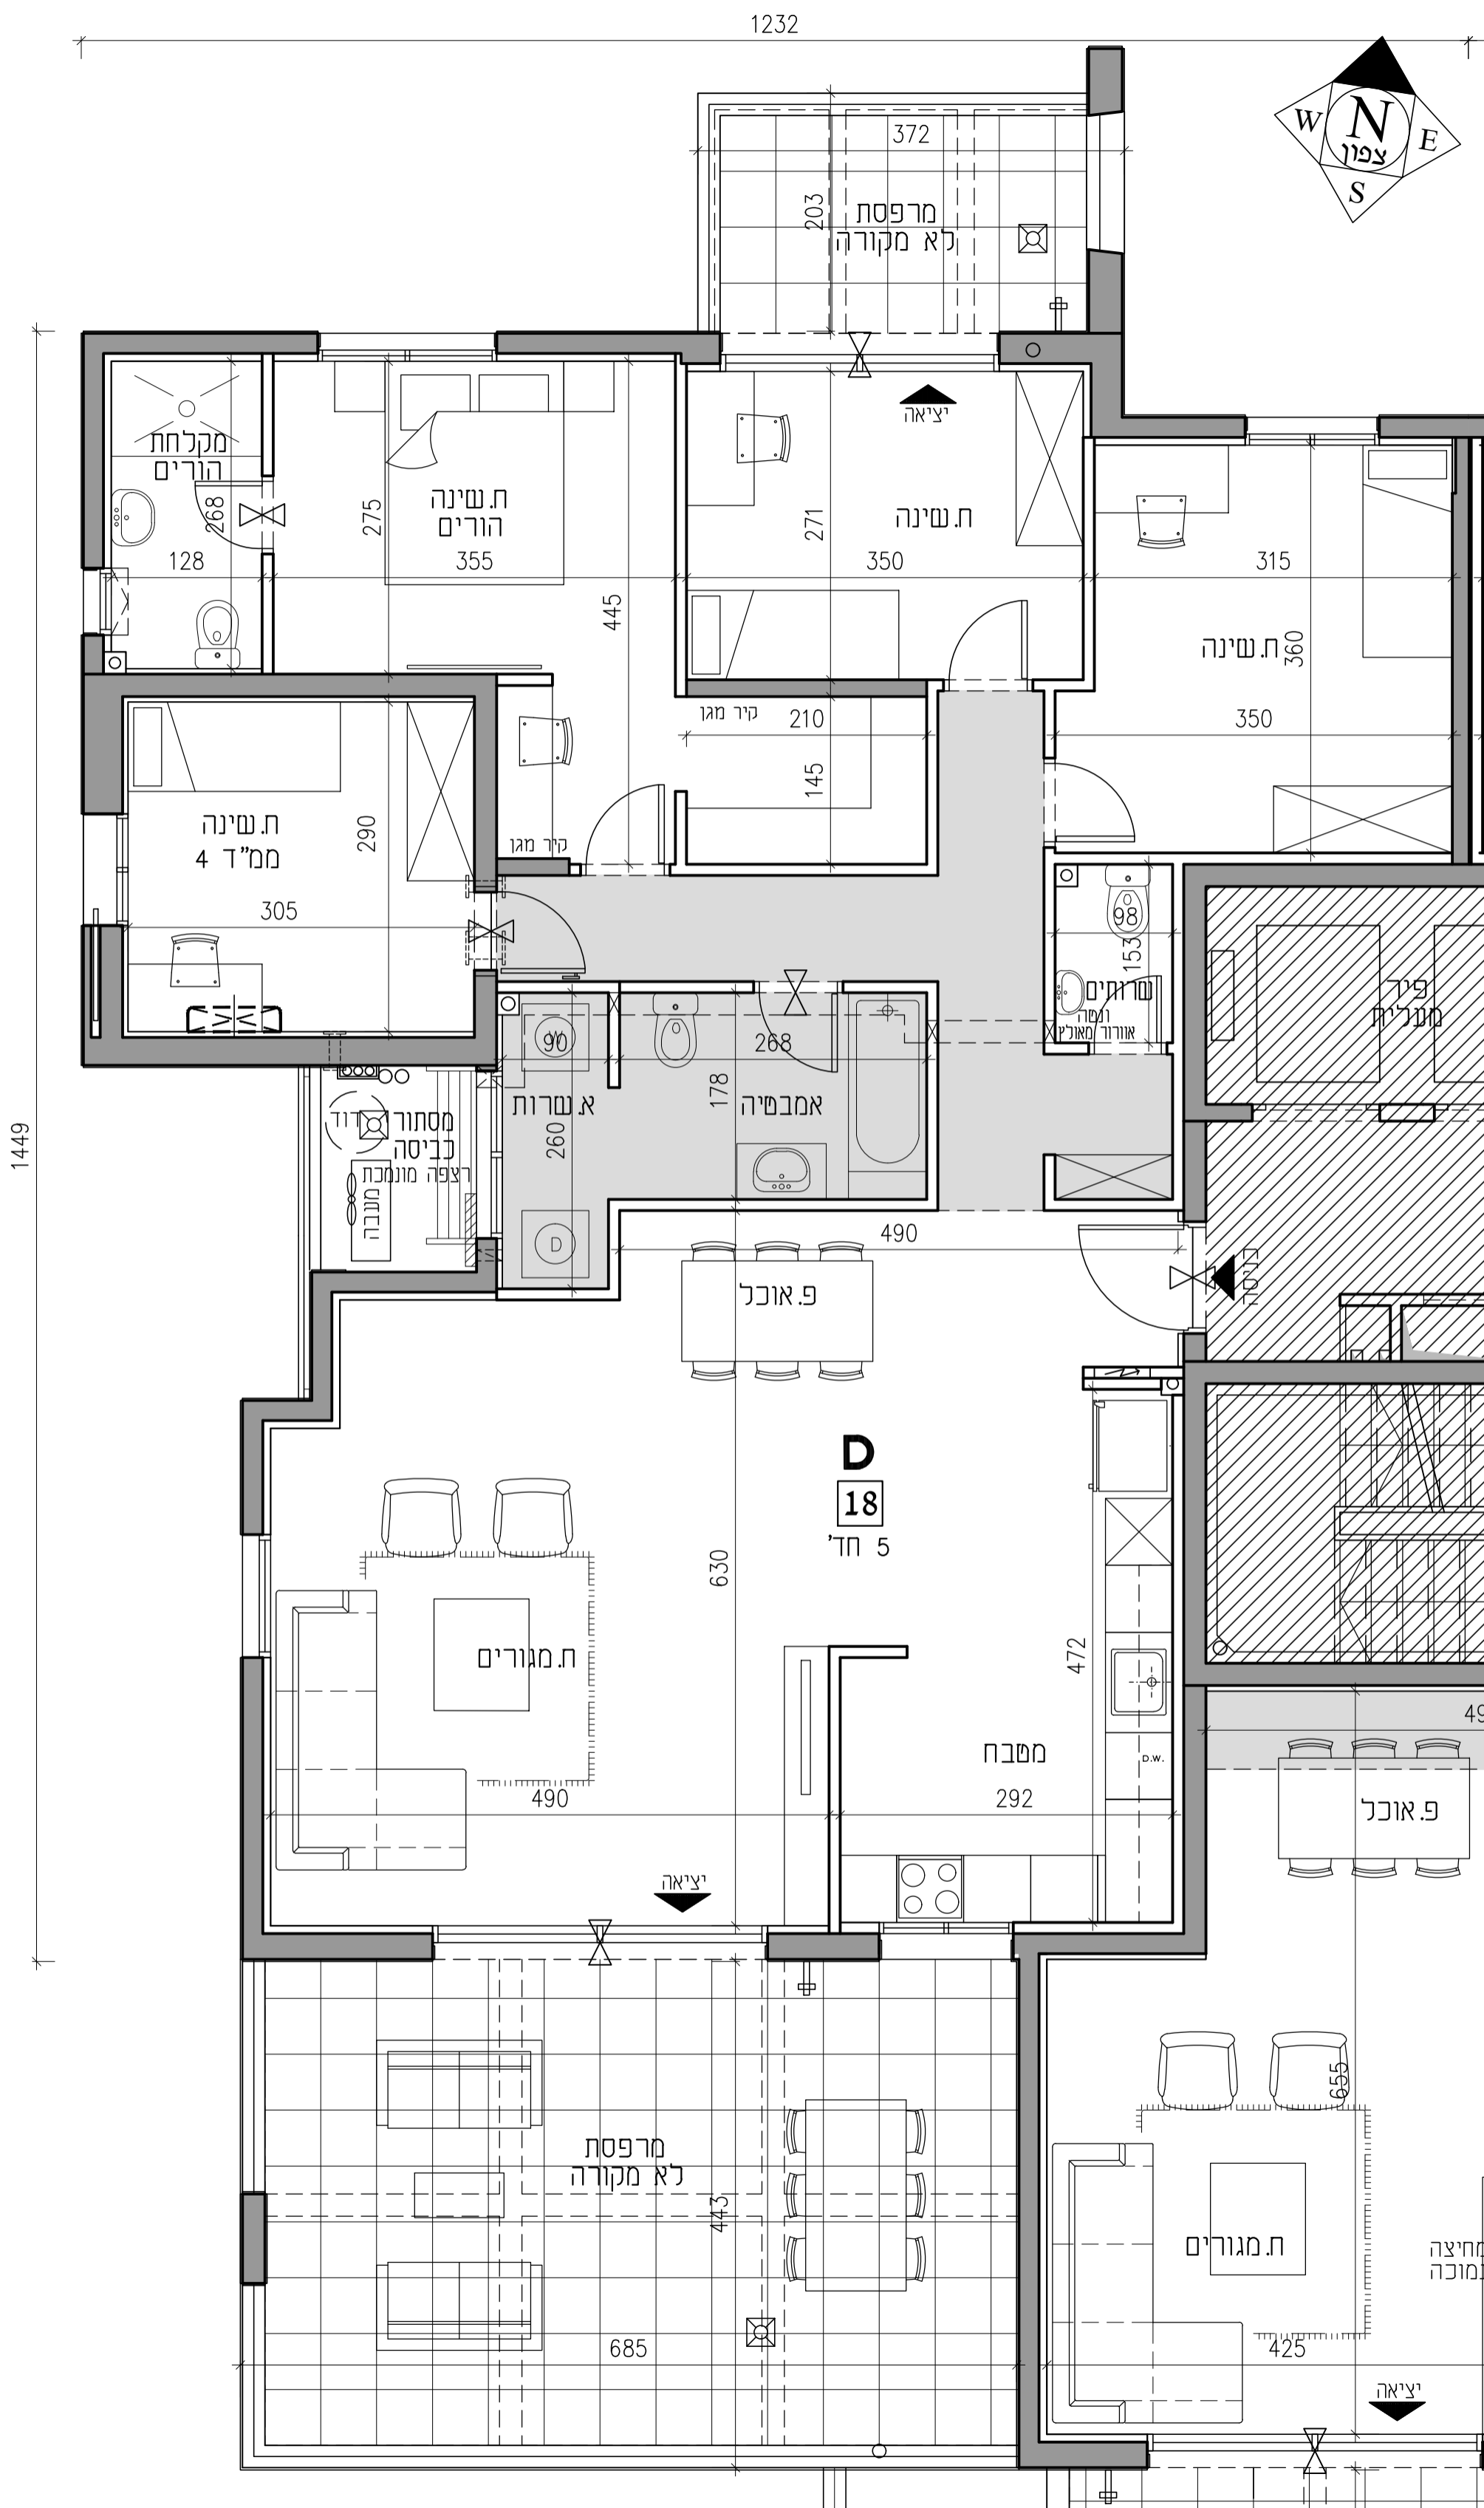 1232
N
צפון
W
E
S
372
203
מרפסת
לא מקורה
יציאה
מקלחת
הורים
268
128
275
ח.שינה
הורים
355
445
271
ח.שינה
350
315
ח.שינה
360
350
קיר מגן
210
145
קיר מגן
ח.שינה
ממ"ד 4
290
305
98
153
שרותים
ונטה
אוורור מאולץ
פיר
מעלית
W
90
268
178
א.שרות
אמבטיה
260
D
דוד
מסתור
כביסה
רצפה מונמכת
מעבה
1449
490
פ.אוכל
כניסה
D
18
5 חד'
630
472
ח.מגורים
מטבח
D.W.
490
292
יציאה
49
פ.אוכל
מרפסת
לא מקורה
443
685
655
ח.מגורים
מחיצה
נמוכה
425
יציאה